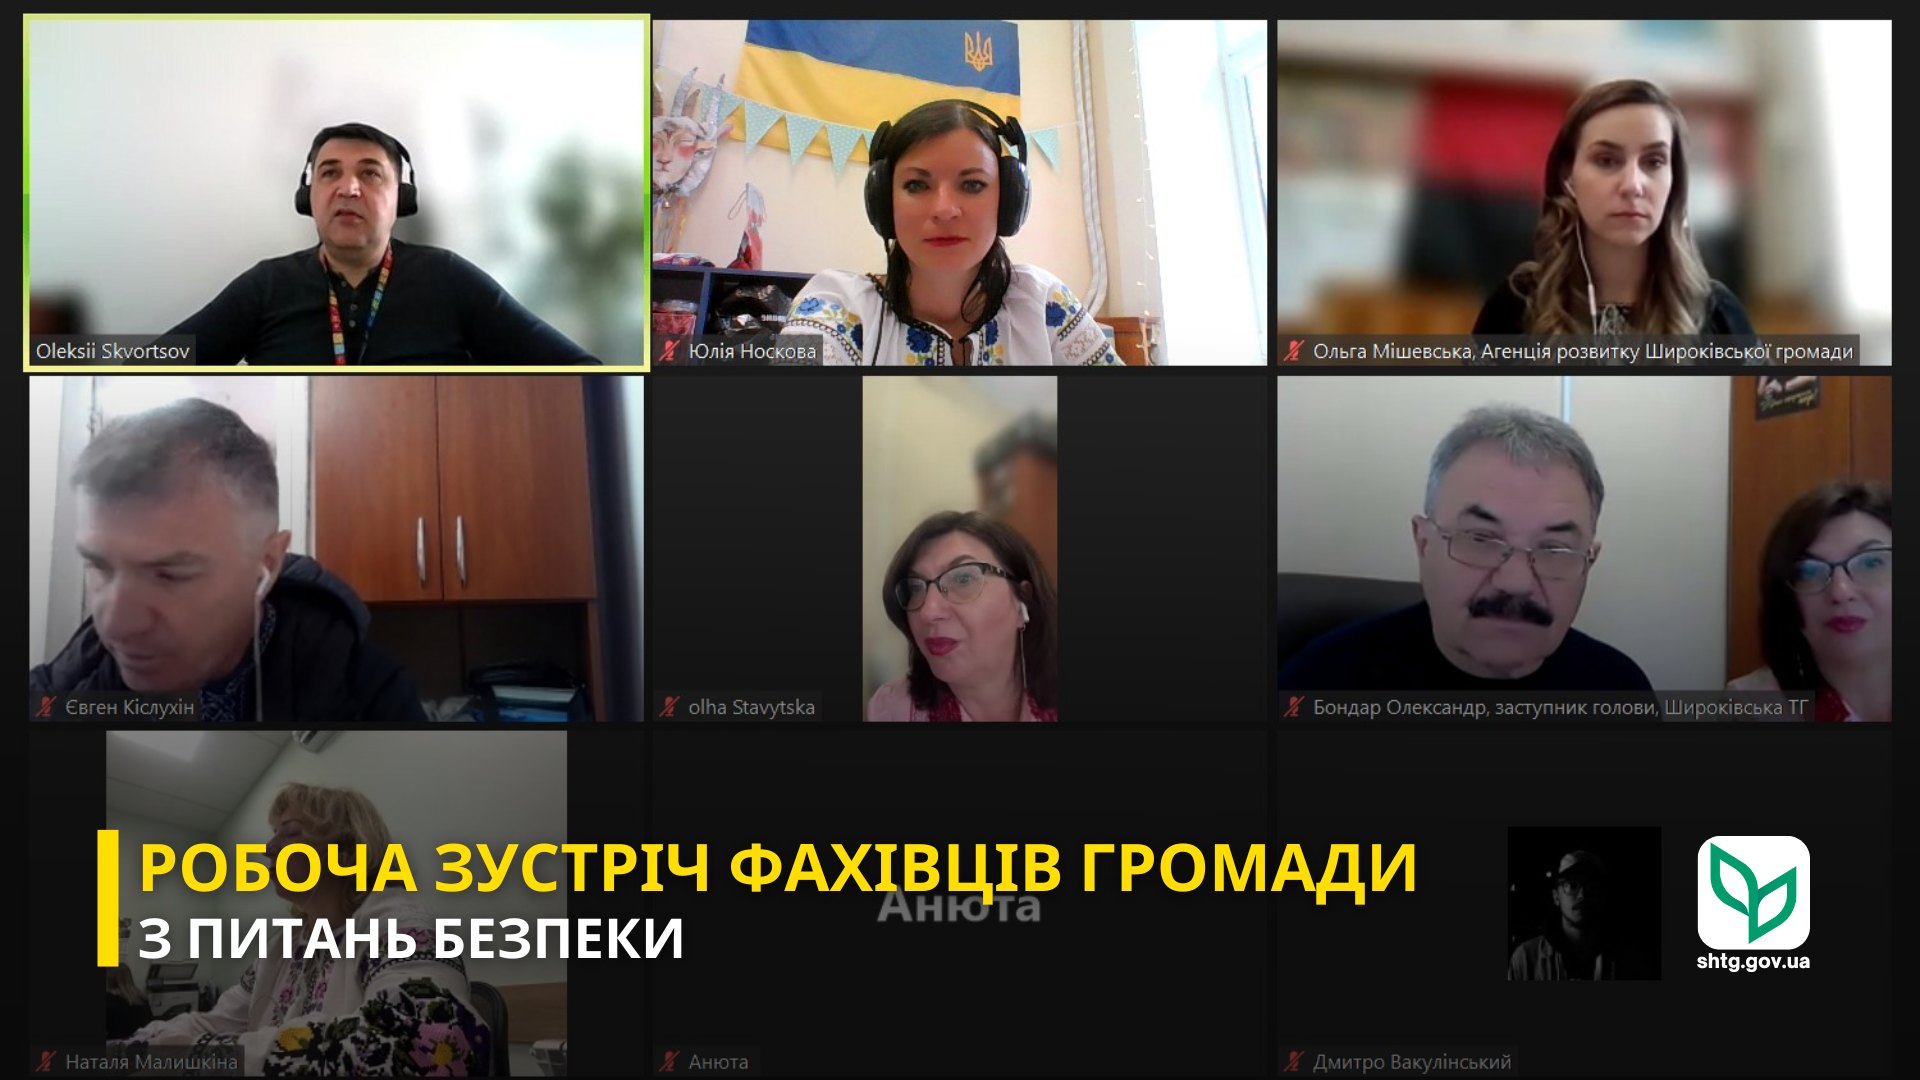 Oleksii Skvortsov
Юлія Носкова
Ольга Мішевська, Агенція розвитку Широківської громади
Євген Кіслухін
olha Stavytska
Бондар Олександр, заступник голови, Широківська ТГ
РОБОЧА ЗУСТРІЧ ФАХІВЦІВ ГРОМАДИ
З ПИТАНЬ БЕЗПЕКИ
Анюта
shtg.gov.ua
Наталя Малишкіна
Анюта
Дмитро Вакулінський